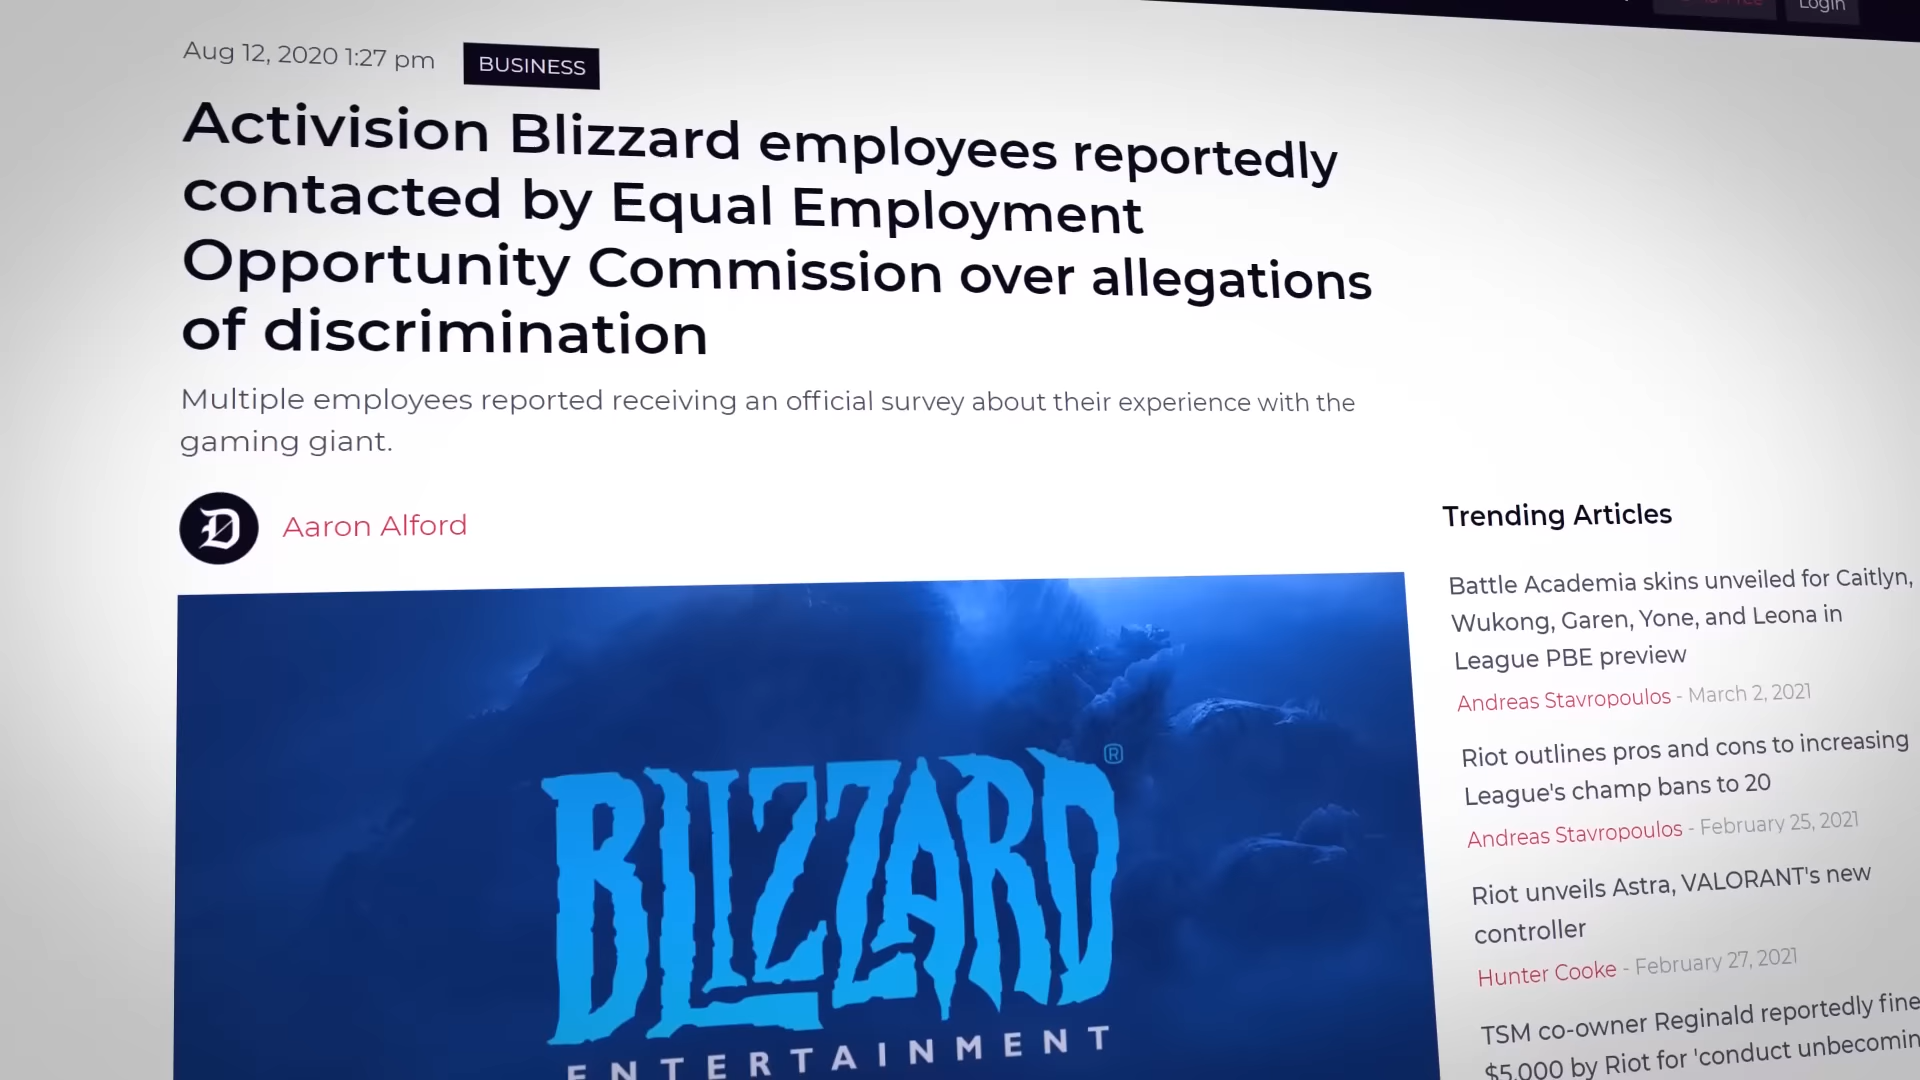 Login
Aug 12, 2020 1:27 pm
BUSINESS
Activision Blizzard employees reportedly
contacted by Equal Employment
Opportunity Commission over allegations
of discrimination
Multiple employees reported receiving an official survey about their experience with the
gaming giant.
D
Aaron Alford
BLIZZARD®
ENTERTAINMENT
Trending Articles
Battle Academia skins unveiled for Caitlyn,
Wukong, Garen, Yone, and Leona in
League PBE preview
Andreas Stavropoulos - March 2, 2021
Riot outlines pros and cons to increasing
League's champ bans to 20
Andreas Stavropoulos - February 25, 2021
Riot unveils Astra, VALORANT's new
controller
Hunter Cooke - February 27, 2021
TSM co-owner Reginald reportedly fine
$5,000 by Riot for 'conduct unbecomin